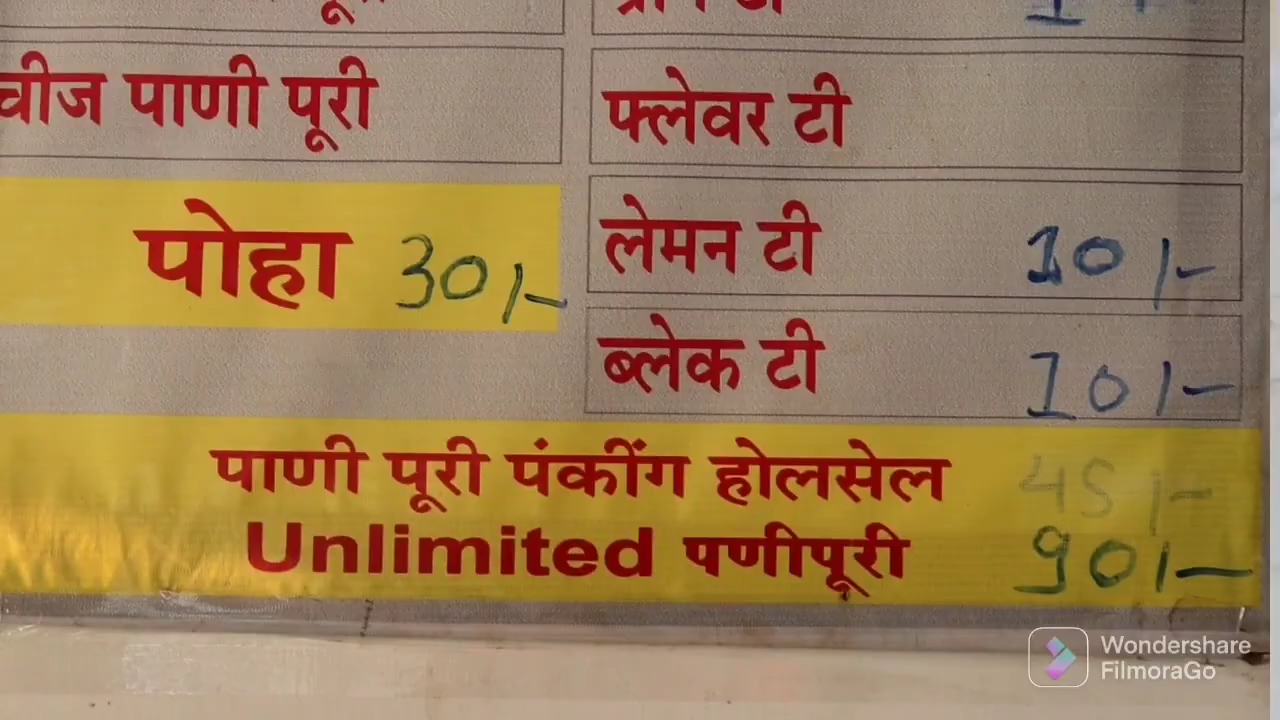 चीज पाणी पूरी
पोहा 30/-
फ्लेवर टी
लेमन टी 10/-
ब्लेक टी 10/-
पाणी पूरी पंकींग होलसेल 45/-
Unlimited पणीपूरी 90/-
Wondershare
FilmoraGo